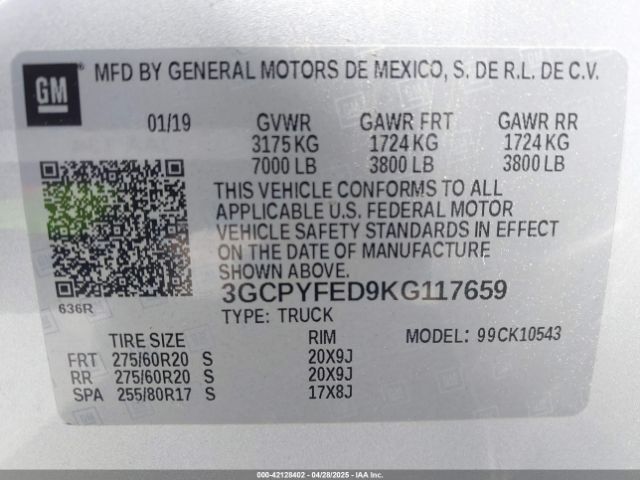 GM
MFD BY GENERAL MOTORS DE MEXICO, S. DE R.L. DE C.V.
01/19 GVWR GAWR FRT GAWR RR
3175 KG 1724 KG 1724 KG
7000 LB 3800 LB 3800 LB
THIS VEHICLE CONFORMS TO ALL
APPLICABLE U.S. FEDERAL MOTOR
VEHICLE SAFETY STANDARDS IN EFFECT
ON THE DATE OF MANUFACTURE
SHOWN ABOVE.
3GCPYFED9KG117659
636R
TYPE: TRUCK
TIRE SIZE RIM MODEL: 99CK10543
FRT 275/60R20 S 20X9J
RR 275/60R20 S 20X9J
SPA 255/80R17 S 17X8J
000-42128402 - 04/28/2025 - IAAI.COM